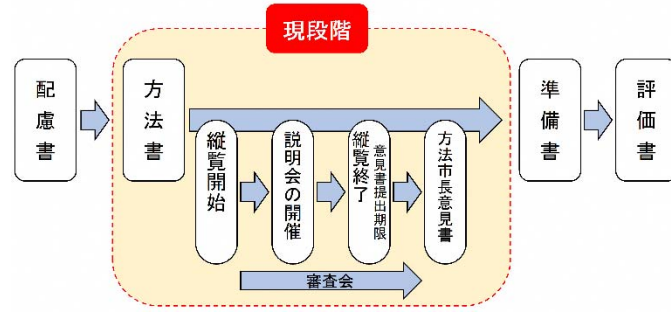 現段階
配慮書
方法書
縦覧開始
説明会の開催
縦覧終了
意見書提出期限
方法市長意見書
審査会
準備書
評価書